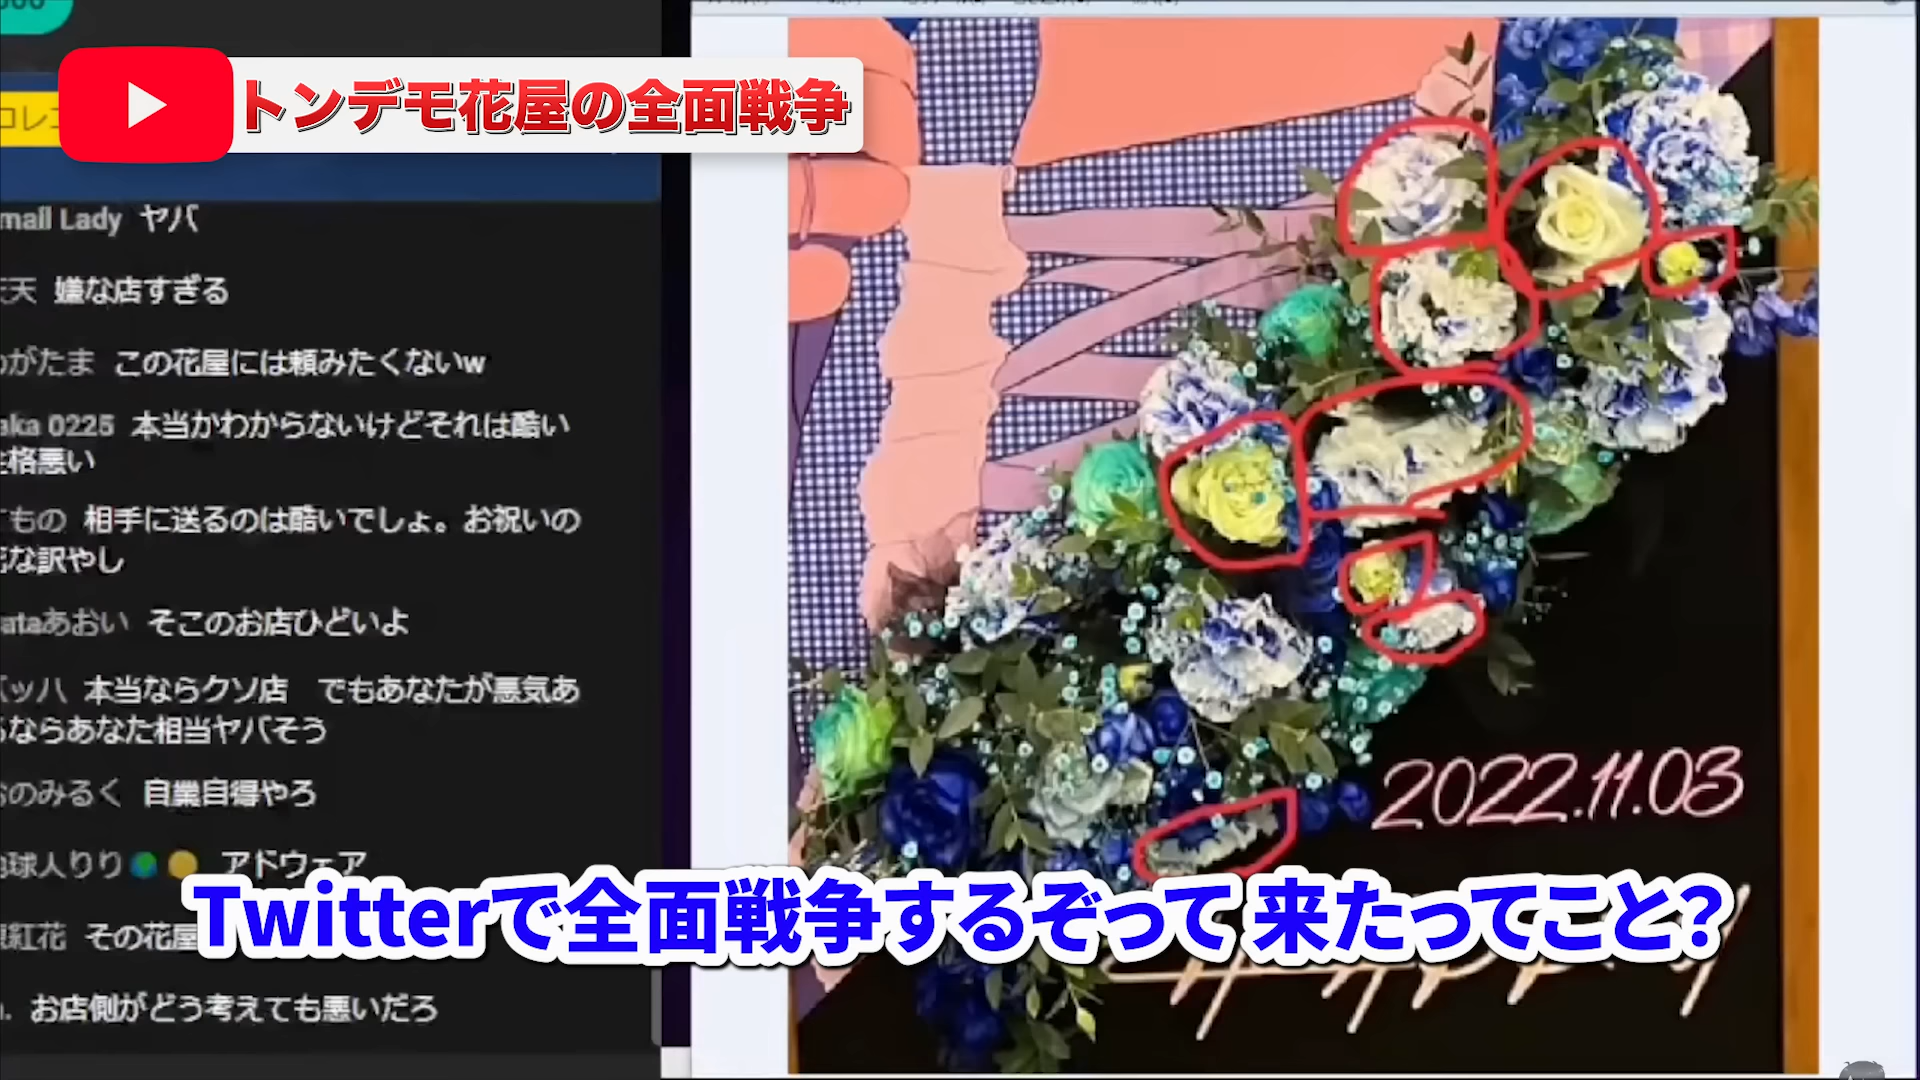 トンデモ花屋の全面戦争
コレコ
mall Lady ヤバ
天 嫌な店すぎる
がたま この花屋には頼みたくないw
aka 0225 本当かわからないけどそれは酷い
性格悪い
もの 相手に送るのは酷いでしょ。お祝いの
花な訳やし
ataあおい そこのお店ひどいよ
ッハ 本当ならクソ店 でもあなたが悪気あ
るならあなた相当ヤバそう
のみるく 自業自得やろ
地球人りり アドウェア
紅花 その花屋
お店側がどう考えても悪いだろ
2022.11.03
Twitterで全面戦争するぞって 来たってこと?
HAPPY